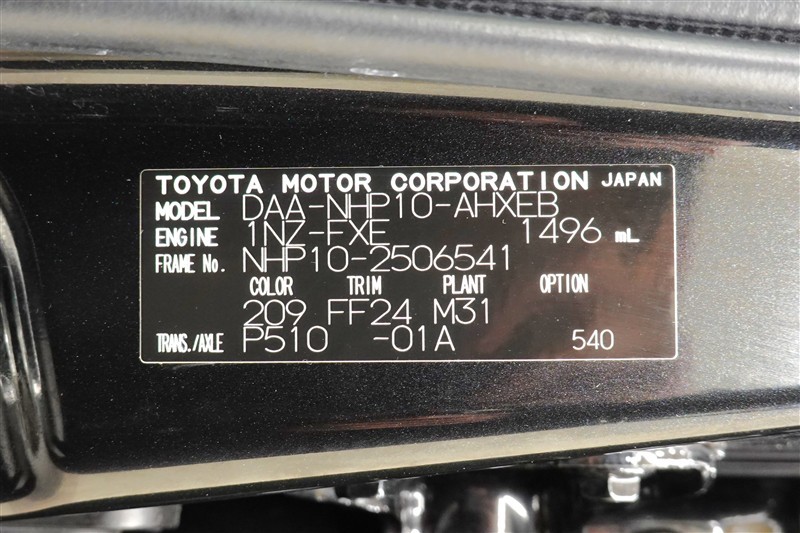 TOYOTA MOTOR CORPORATION JAPAN
MODEL DAA-NHP10-AHXEB
ENGINE 1NZ-FXE 1496 mL
FRAME No. NHP10-2506541
COLOR TRIM PLANT OPTION
209 FF24 M31
TRANS./AXLE P510 -01A 540